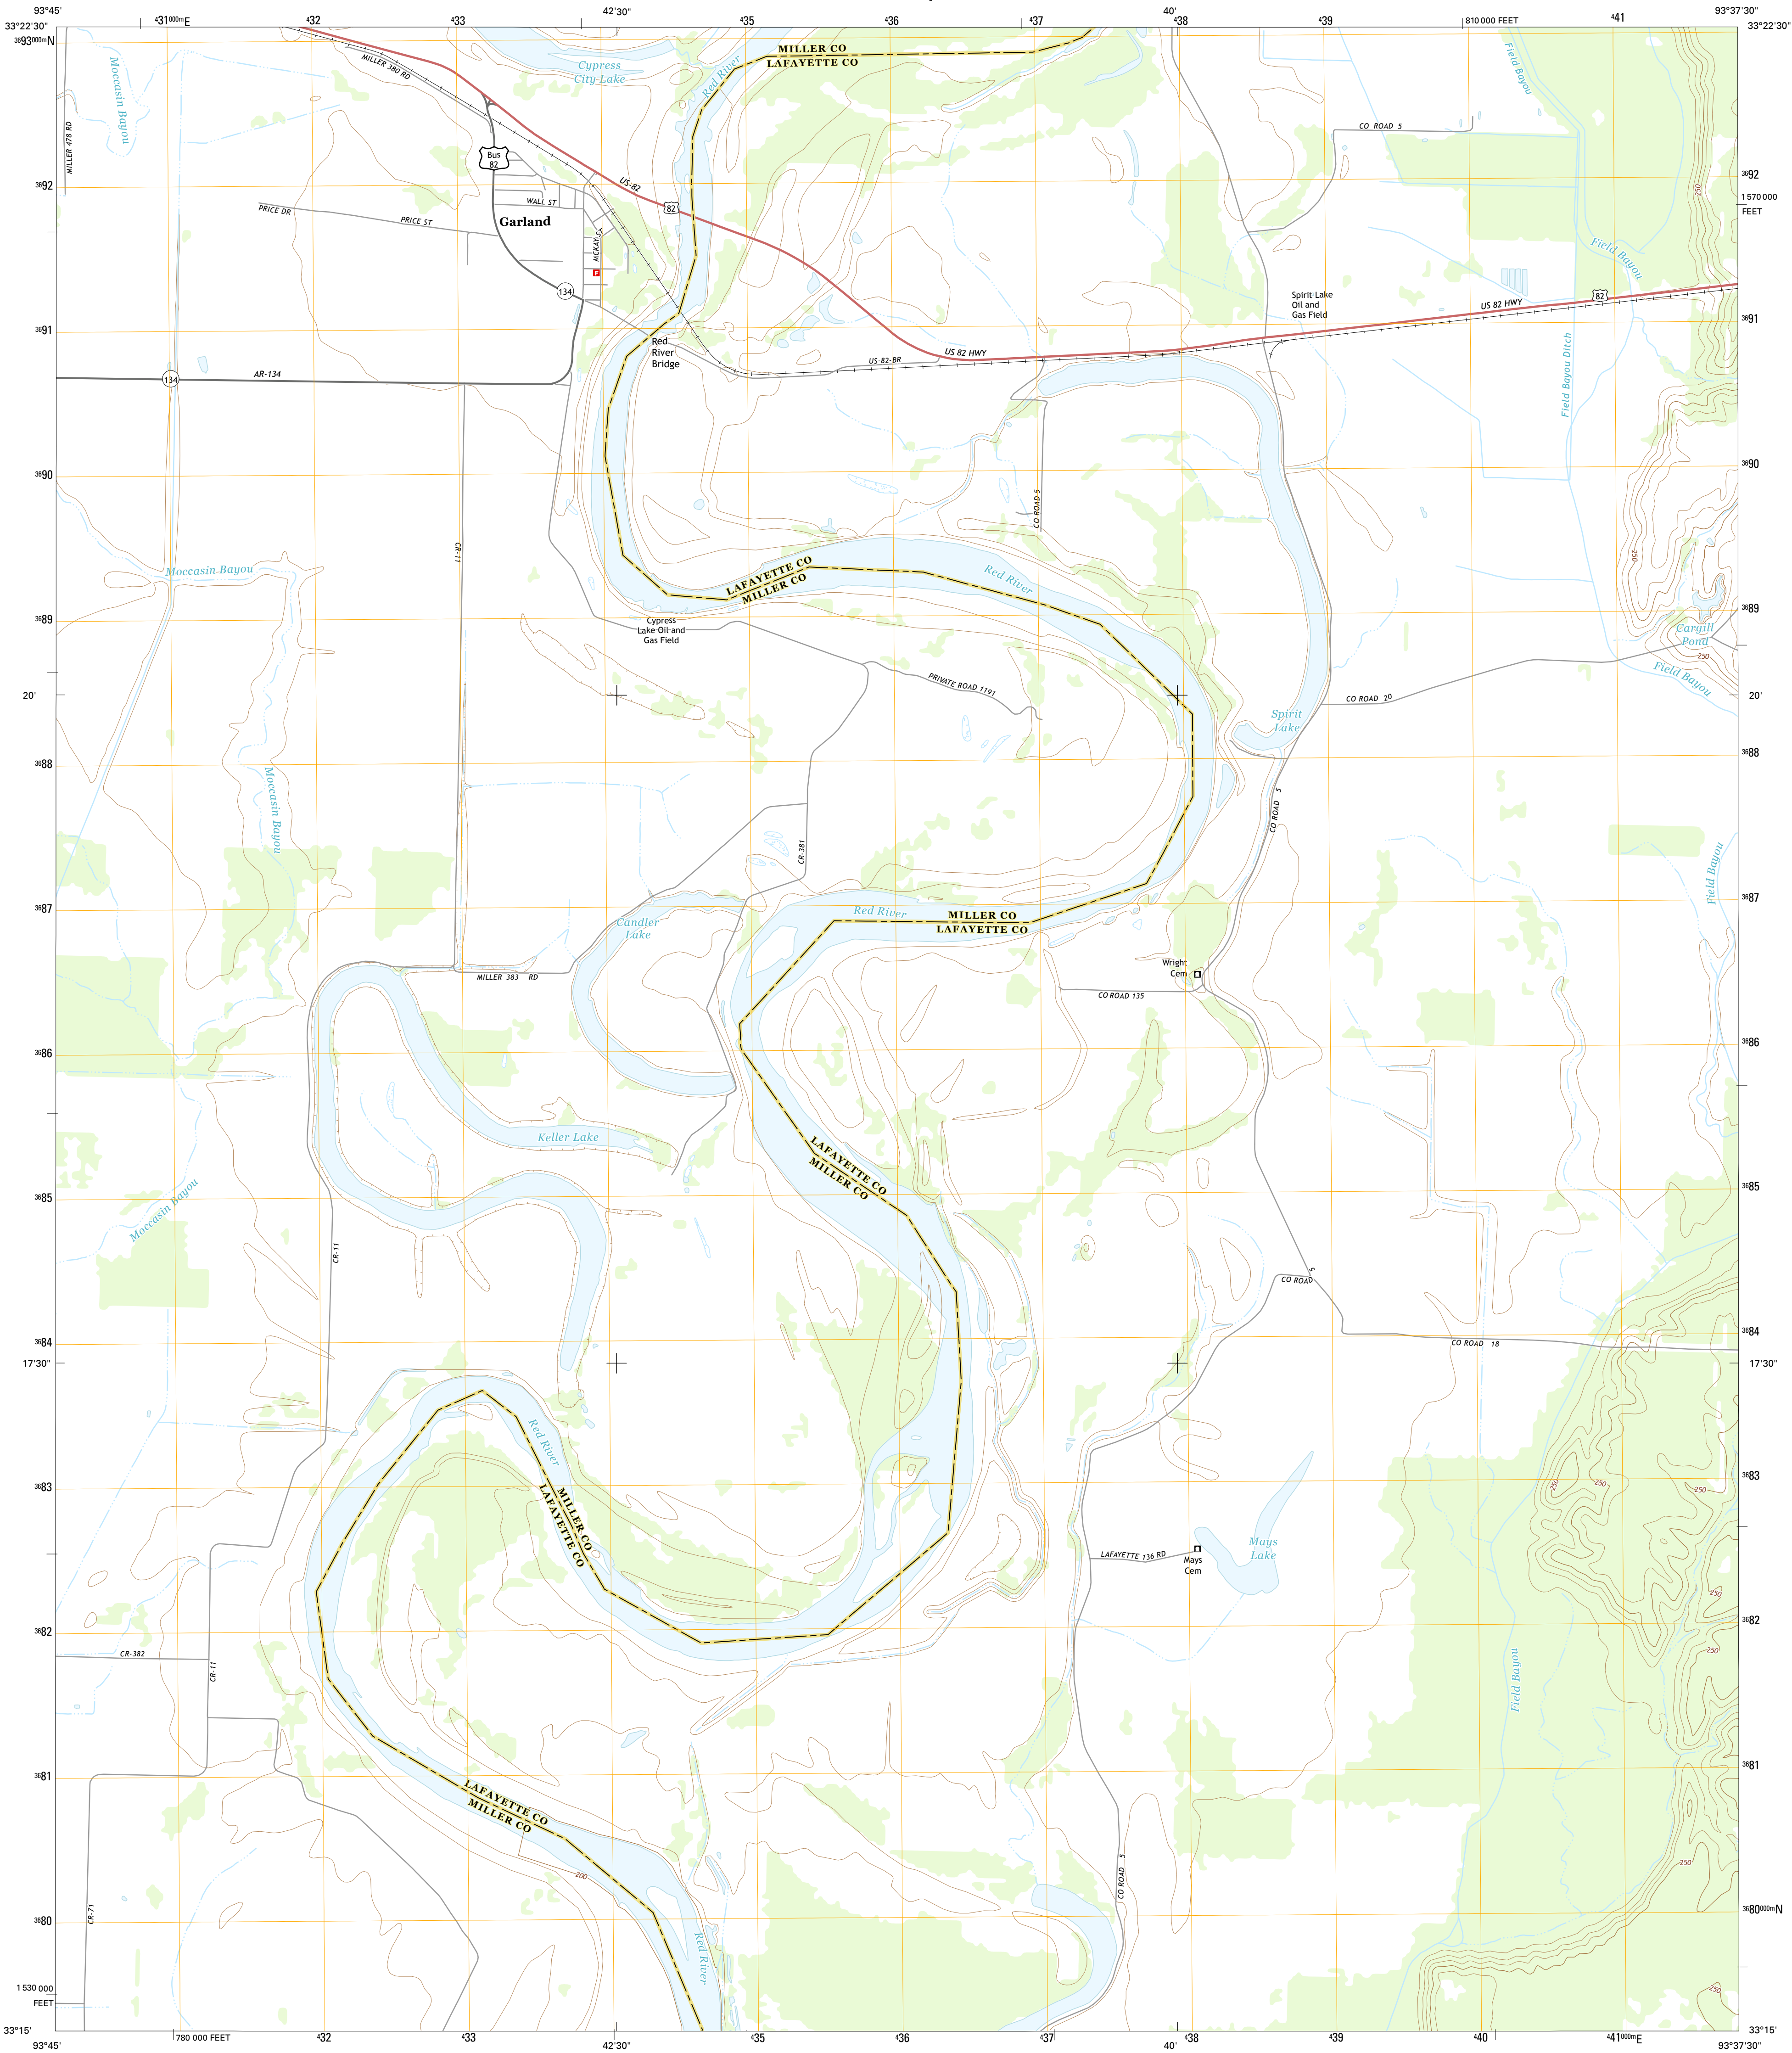 93°45'
⁴31⁰⁰⁰ᵐE
⁴32
⁴33
42'30"
⁴35
⁴36
⁴37
40'
⁴38
⁴39
810 000 FEET
⁴41
93°37'30"
33°22'30"
33°22'30"
³⁶93⁰⁰⁰ᵐN
MILLER CO
LAFAYETTE CO
Cypress
City Lake
Red River
MILLER 380 RD
Moccasin Bayou
Field Bayou
MILLER 478 RD
CO ROAD 5
Bus
82
³⁶92
³⁶92
US-82
82
250
1 570 000
FEET
WALL ST
PRICE DR
PRICE ST
Garland
MCKAY ST
Field Bayou
F
134
Spirit Lake
Oil and
Gas Field
US 82 HWY
82
³⁶91
³⁶91
Red
River
Bridge
US-82-BR
US 82 HWY
Field Bayou Ditch
134
AR-134
³⁶90
³⁶90
CO ROAD 5
CR-11
250
Moccasin Bayou
LAFAYETTE CO
MILLER CO
Red River
³⁶89
³⁶89
Cypress
Lake Oil and
Gas Field
Cargill
Pond
250
Field Bayou
PRIVATE ROAD 1191
20'
20'
CO ROAD 20
Spirit
Lake
³⁶88
³⁶88
Moccasin Bayou
CO ROAD 5
CR-381
Field Bayou
³⁶87
³⁶87
Candler
Lake
Red River
MILLER CO
LAFAYETTE CO
Wright
Cem
MILLER 383 RD
CO ROAD 135
³⁶86
³⁶86
Keller Lake
LAFAYETTE CO
MILLER CO
³⁶85
³⁶85
Moccasin Bayou
CR-11
CO ROAD 5
³⁶84
³⁶84
CO ROAD 18
17'30"
17'30"
Red River
³⁶83
³⁶83
250
250
250
MILLER CO
LAFAYETTE CO
Mays
Lake
LAFAYETTE 136 RD
Mays
Cem
250
³⁶82
³⁶82
CR-382
CR-11
250
Field Bayou
³⁶81
³⁶81
LAFAYETTE CO
MILLER CO
200
CO ROAD 5
250
CR-71
³⁶80
³⁶80⁰⁰⁰ᵐN
Red River
1 530 000
FEET
250
33°15'
33°15'
780 000 FEET
⁴32
⁴33
⁴35
⁴36
⁴37
⁴38
⁴39
⁴40
⁴41⁰⁰⁰ᵐE
93°45'
42'30"
40'
93°37'30"